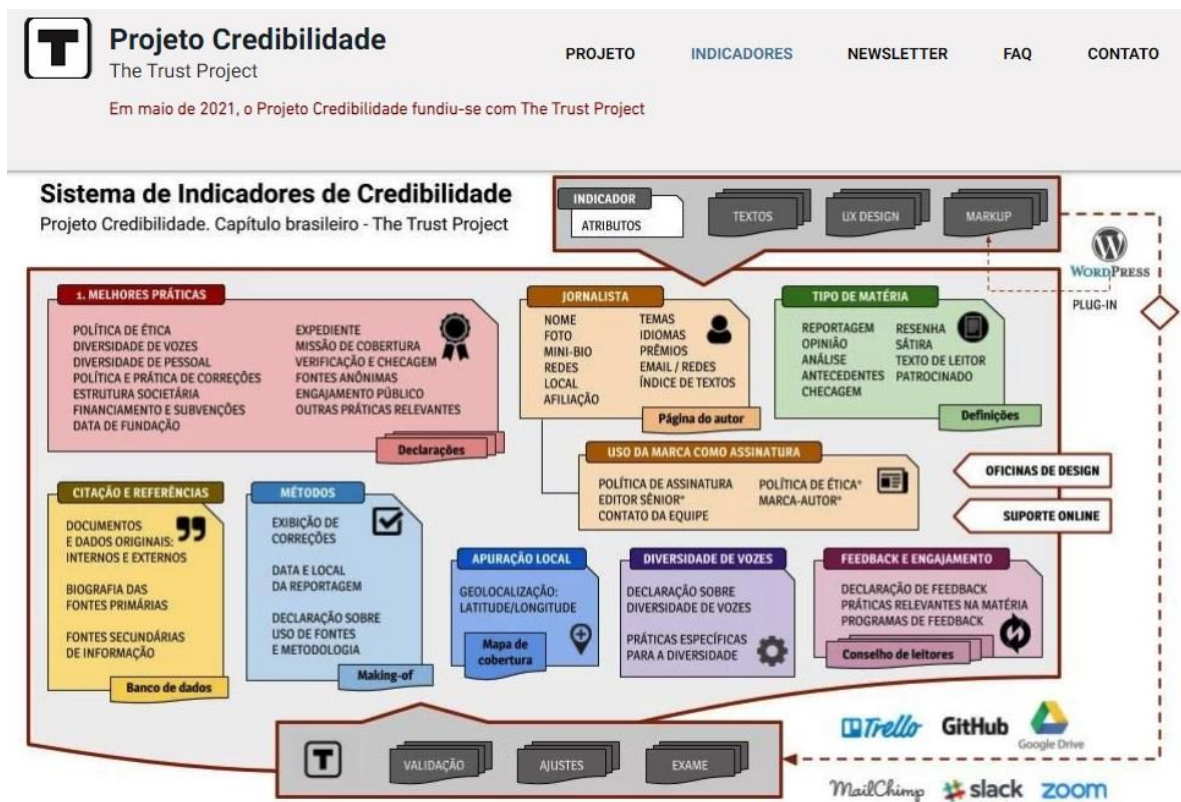 T
Projeto Credibilidade
The Trust Project
PROJETO
INDICADORES
NEWSLETTER
FAQ
CONTATO
Em maio de 2021, o Projeto Credibilidade fundiu-se com The Trust Project
Sistema de Indicadores de Credibilidade
Projeto Credibilidade. Capítulo brasileiro - The Trust Project
INDICADOR
ATRIBUTOS
TEXTOS
UX DESIGN
MARKUP
WORDPRESS
PLUG-IN
1. MELHORES PRÁTICAS
POLÍTICA DE ÉTICA
DIVERSIDADE DE VOZES
DIVERSIDADE DE PESSOAL
POLÍTICA E PRÁTICA DE CORREÇÕES
ESTRUTURA SOCIETÁRIA
FINANCIAMENTO E SUBVENÇÕES
DATA DE FUNDAÇÃO
EXPEDIENTE
MISSÃO DE COBERTURA
VERIFICAÇÃO E CHECAGEM
FONTES ANÔNIMAS
ENGAJAMENTO PÚBLICO
OUTRAS PRÁTICAS RELEVANTES
Declarações
JORNALISTA
NOME
FOTO
MINI-BIO
REDES
LOCAL
AFILIAÇÃO
TEMAS
IDIOMAS
PRÊMIOS
EMAIL / REDES
ÍNDICE DE TEXTOS
Página do autor
TIPO DE MATÉRIA
REPORTAGEM
OPINIÃO
ANÁLISE
ANTECEDENTES
CHECAGEM
RESENHA
SÁTIRA
TEXTO DE LEITOR
PATROCINADO
Definições
USO DA MARCA COMO ASSINATURA
POLÍTICA DE ASSINATURA
EDITOR SÊNIOR*
CONTATO DA EQUIPE
POLÍTICA DE ÉTICA*
MARCA-AUTOR*
OFICINAS DE DESIGN
SUPORTE ONLINE
CITAÇÃO E REFERÊNCIAS
DOCUMENTOS
E DADOS ORIGINAIS:
INTERNOS E EXTERNOS
BIOGRAFIA DAS
FONTES PRIMÁRIAS
FONTES SECUNDÁRIAS
DE INFORMAÇÃO
Banco de dados
MÉTODOS
EXIBIÇÃO DE
CORREÇÕES
DATA E LOCAL
DA REPORTAGEM
DECLARAÇÃO SOBRE
USO DE FONTES
E METODOLOGIA
Making-of
APURAÇÃO LOCAL
GEOLOCALIZAÇÃO:
LATITUDE/LONGITUDE
Mapa de
cobertura
DIVERSIDADE DE VOZES
DECLARAÇÃO SOBRE
DIVERSIDADE DE VOZES
PRÁTICAS ESPECÍFICAS
PARA A DIVERSIDADE
FEEDBACK E ENGAJAMENTO
DECLARAÇÃO DE FEEDBACK
PRÁTICAS RELEVANTES NA MATÉRIA
PROGRAMAS DE FEEDBACK
Conselho de leitores
T
VALIDAÇÃO
AJUSTES
EXAME
Trello
GitHub
Google Drive
MailChimp
slack
zoom